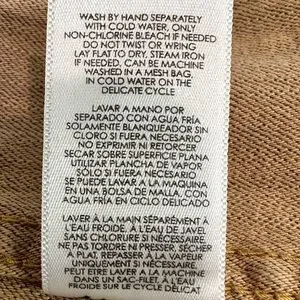 WASH BY HAND SEPARATELY
WITH COLD WATER, ONLY
NON-CHLORINE BLEACH IF NEEDED
DO NOT TWIST OR WRING
LAY FLAT TO DRY, STEAM IRON
IF NEEDED, CAN BE MACHINE
WASHED IN A MESH BAG,
IN COLD WATER ON THE
DELICATE CYCLE
LAVAR A MANO POR
SEPARADO CON AGUA FRÍA
SOLAMENTE BLANQUEADOR SIN
CLORO SI FUERA NECESARIO
NO EXPRIMIR NI RETORCER
SECAR SOBRE SUPERFICIE PLANA
UTILIZAR PLANCHA DE VAPOR
SÓLO SI FUERA NECESARIO
SE PUEDE LAVAR A LA MAQUINA
EN UNA BOLSA DE MALLA, CON
AGUA FRÍA EN CICLO DELICADO
LAVER À LA MAIN SÉPARÉMENT À
L'EAU FROIDE, À L'EAU DE JAVEL
SANS CHLORURE SI NÉCESSAIRE
NE PAS TORDRE NI PRESSER, SÉCHER
À PLAT, REPASSER À LA VAPEUR
UNIQUEMENT SI NÉCESSAIRE
PEUT ÊTRE LAVER A LA MACHINE
DANS UN SAC-FILET, À L'EAU
FROIDE SUR LE CYCLE DÉLICAT